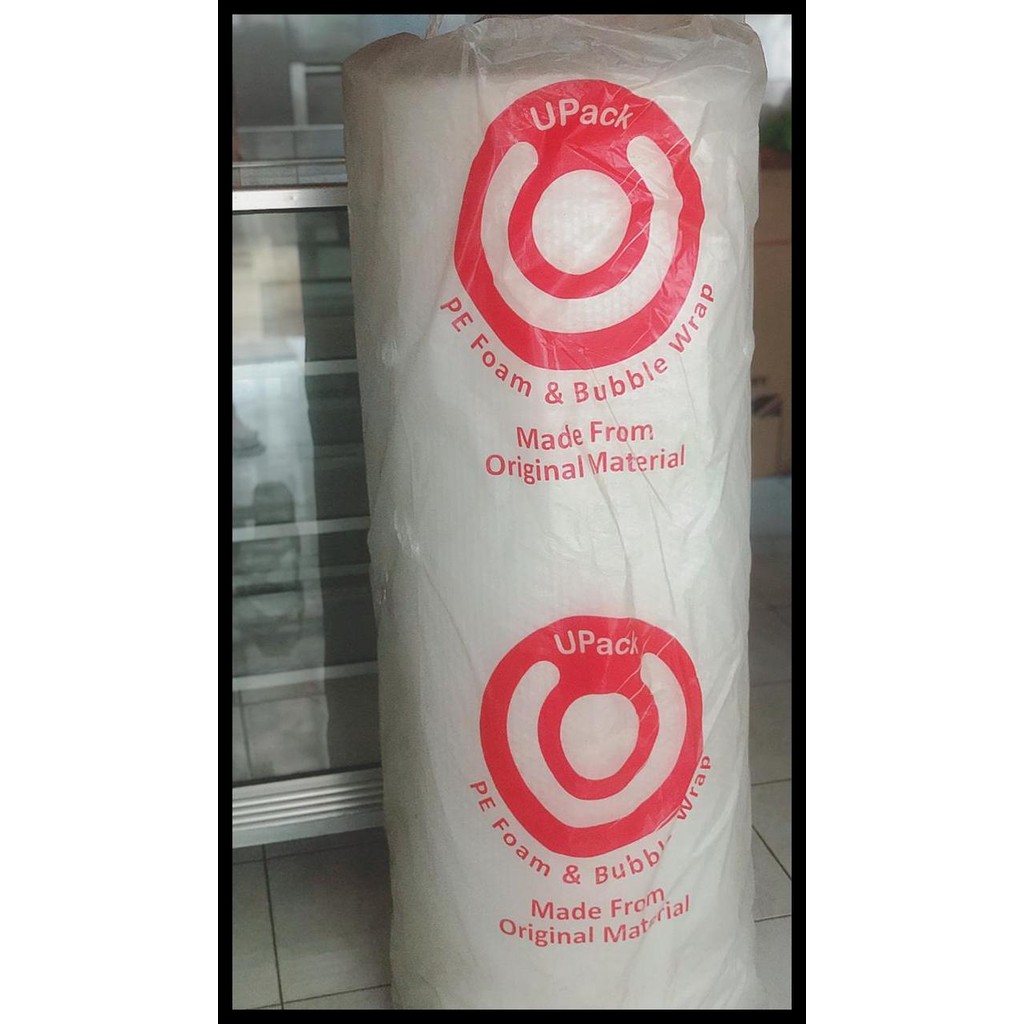 UPack
PE Foam & Bubble Wrap
Made From
Original Material
UPack
PE Foam & Bubble Wrap
Made From
Original Material